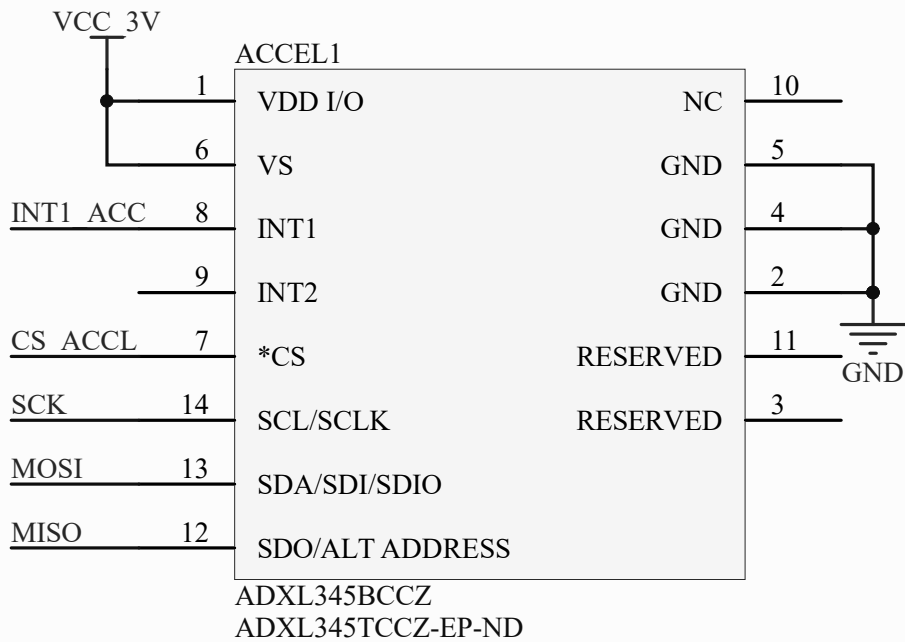 VCC_3V
ACCEL1
1 VDD I/O NC 10
6 VS GND 5
INT1_ACC 8 INT1 GND 4
9 INT2 GND 2
CS_ACCL 7 *CS RESERVED 11
GND
SCK 14 SCL/SCLK RESERVED 3
MOSI 13 SDA/SDI/SDIO
MISO 12 SDO/ALT ADDRESS
ADXL345BCCZ
ADXL345TCCZ-EP-ND